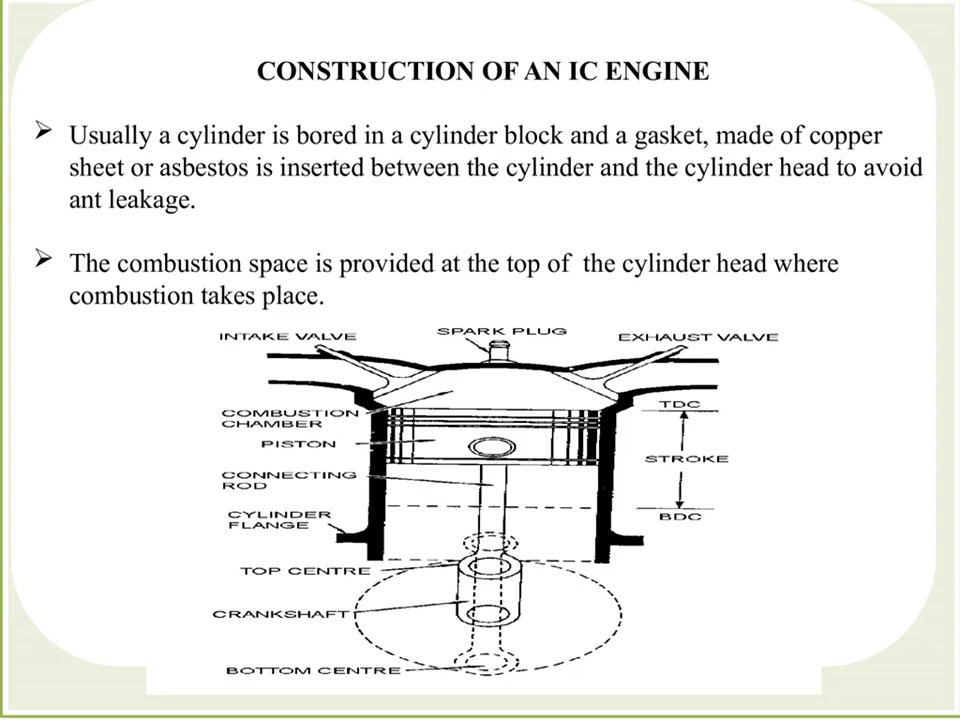 CONSTRUCTION OF AN IC ENGINE
➢ Usually a cylinder is bored in a cylinder block and a gasket, made of copper
sheet or asbestos is inserted between the cylinder and the cylinder head to avoid
ant leakage.
➢ The combustion space is provided at the top of the cylinder head where
combustion takes place.
INTAKE VALVE
SPARK PLUG
EXHAUST VALVE
COMBUSTION
CHAMBER
TDC
PISTON
STROKE
CONNECTING
ROD
CYLINDER
FLANGE
BDC
TOP CENTRE
CRANKSHAFT
BOTTOM CENTRE